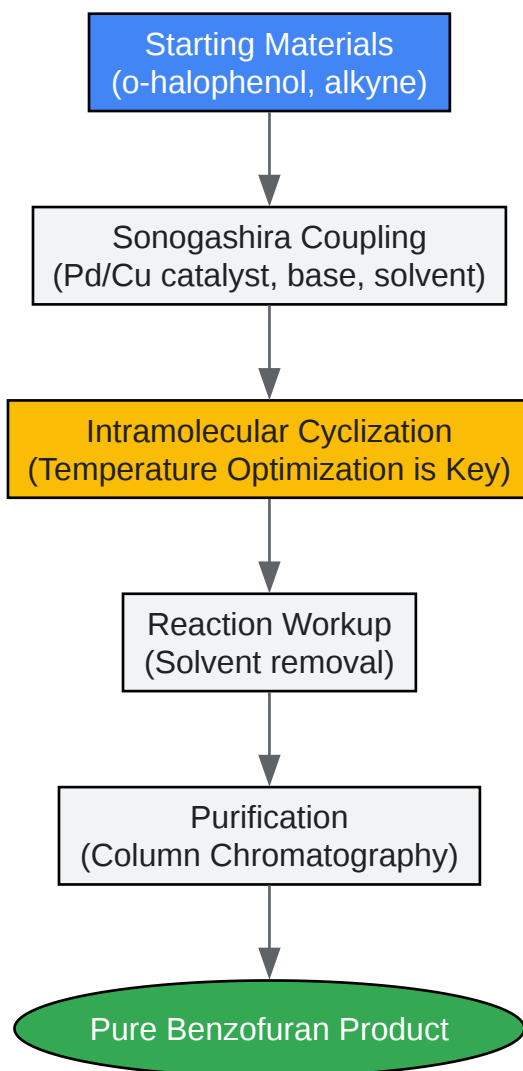 Starting Materials
(o-halophenol, alkyne)
Sonogashira Coupling
(Pd/Cu catalyst, base, solvent)
Intramolecular Cyclization
(Temperature Optimization is Key)
Reaction Workup
(Solvent removal)
Purification
(Column Chromatography)
Pure Benzofuran Product